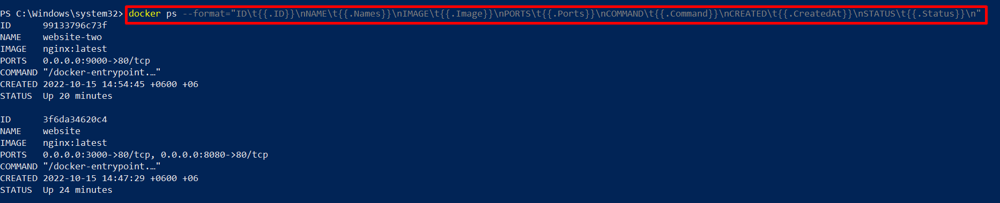 PS C:\Windows\system32> docker ps --format="ID\t{{.ID}}\nNAME\t{{.Names}}\nIMAGE\t{{.Image}}\nPORTS\t{{.Ports}}\nCOMMAND\t{{.Command}}\nCREATED\t{{.CreatedAt}}\nSTATUS\t{{.Status}}\n"
ID      99133796c73f
NAME    website-two
IMAGE   nginx:latest
PORTS   0.0.0.0:9000->80/tcp
COMMAND "/docker-entrypoint.…"
CREATED 2022-10-15 14:54:45 +0600 +06
STATUS  Up 20 minutes

ID      3f6da34620c4
NAME    website
IMAGE   nginx:latest
PORTS   0.0.0.0:3000->80/tcp, 0.0.0.0:8080->80/tcp
COMMAND "/docker-entrypoint.…"
CREATED 2022-10-15 14:47:29 +0600 +06
STATUS  Up 24 minutes